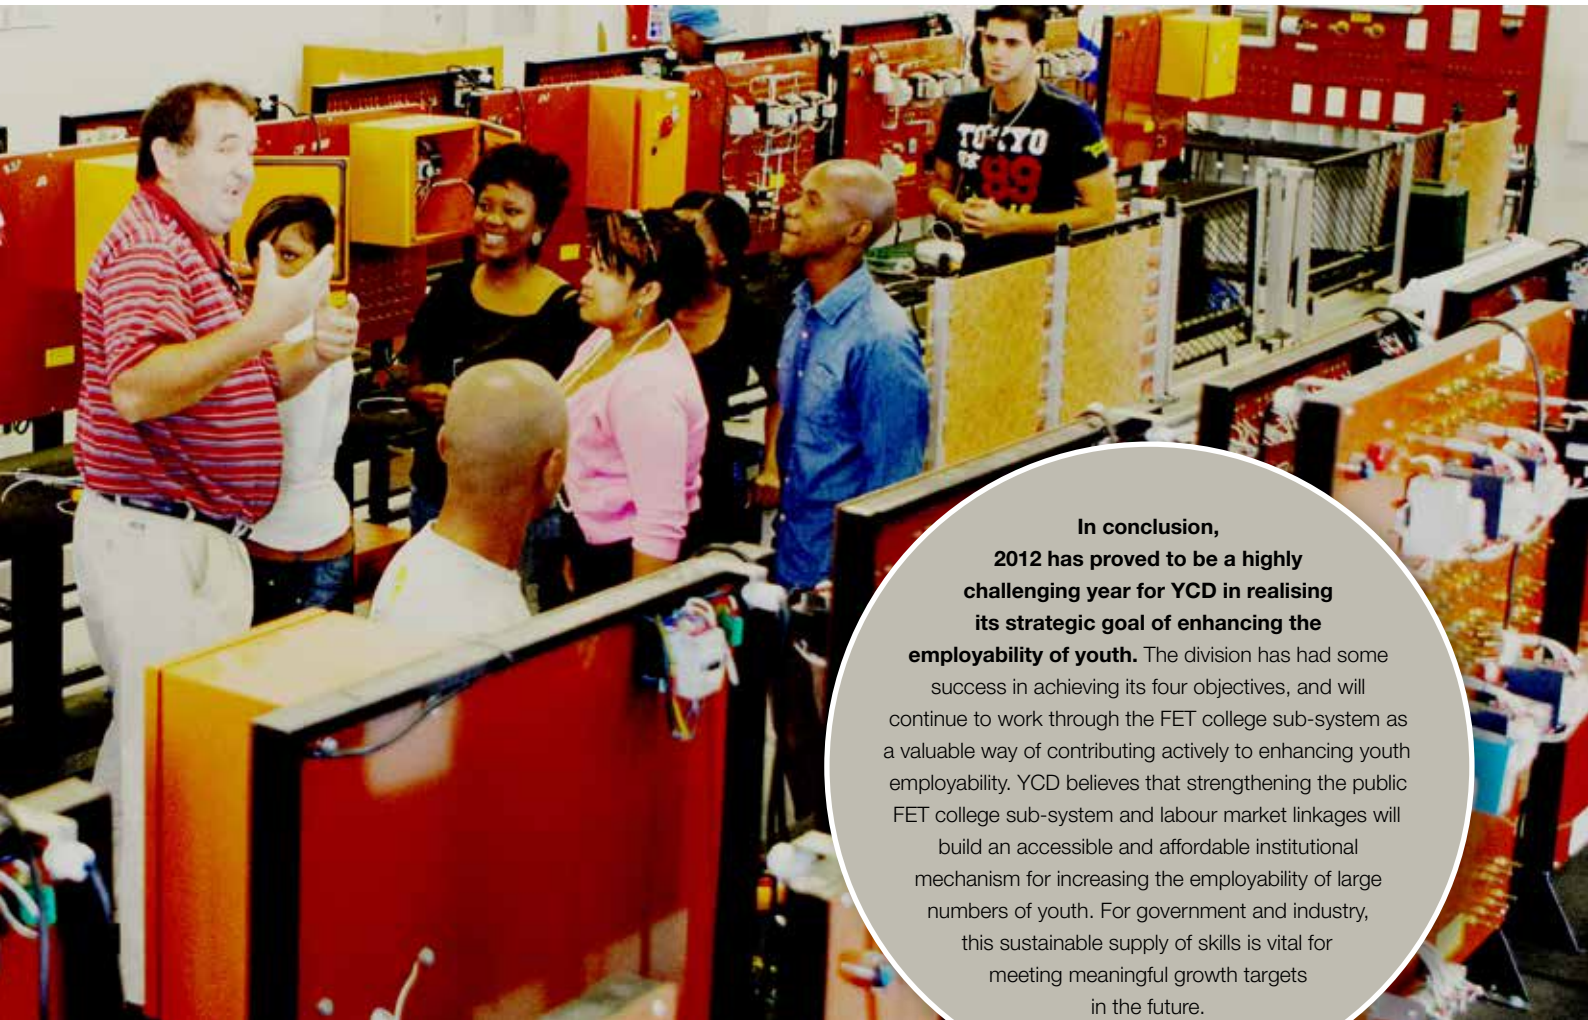 TOKYO
89
In conclusion,
2012 has proved to be a highly
challenging year for YCD in realising
its strategic goal of enhancing the
employability of youth. The division has had some
success in achieving its four objectives, and will
continue to work through the FET college sub-system as
a valuable way of contributing actively to enhancing youth
employability. YCD believes that strengthening the public
FET college sub-system and labour market linkages will
build an accessible and affordable institutional
mechanism for increasing the employability of large
numbers of youth. For government and industry,
this sustainable supply of skills is vital for
meeting meaningful growth targets
in the future.